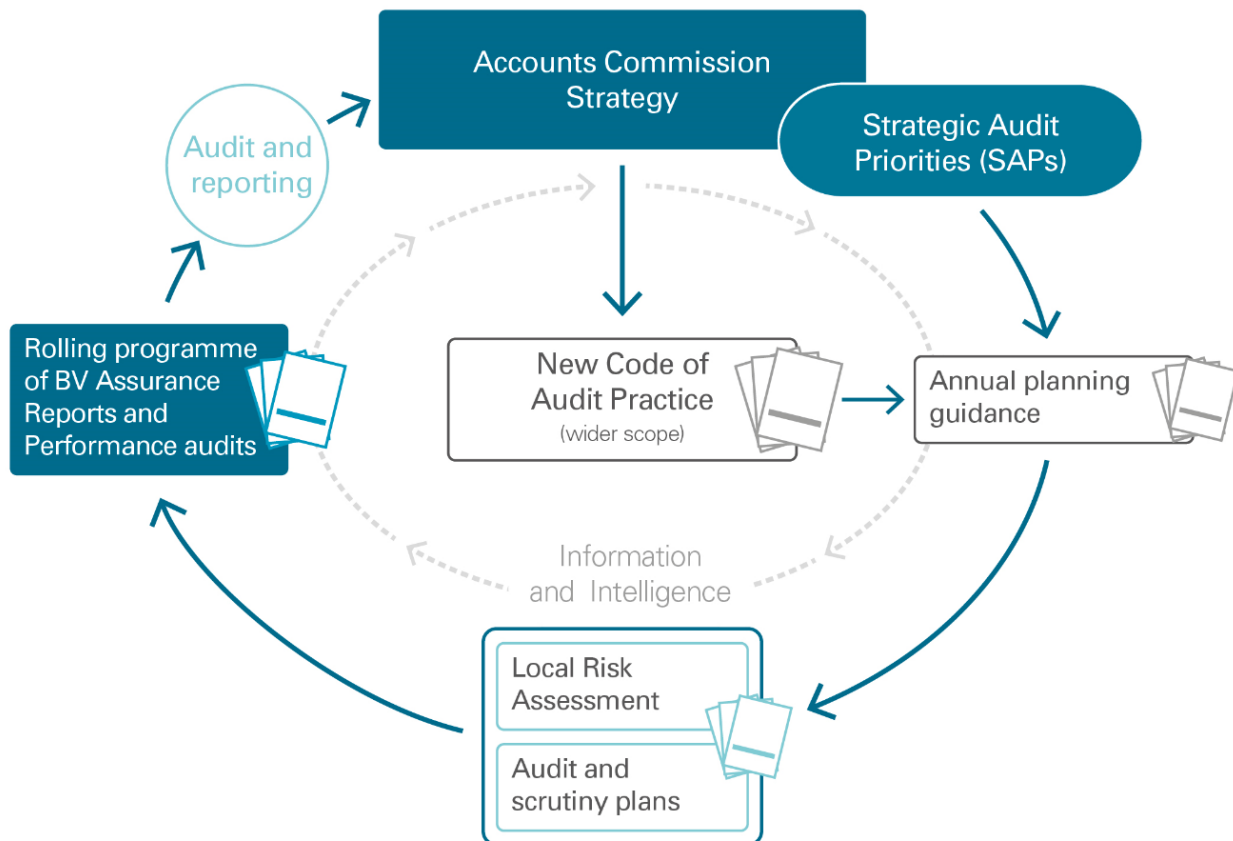 Accounts Commission
Strategy
Strategic Audit
Priorities (SAPs)
Audit and
reporting
Rolling programme
of BV Assurance
Reports and
Performance audits
New Code of
Audit Practice
(wider scope)
Annual planning
guidance
Information
and Intelligence
Local Risk
Assessment
Audit and
scrutiny plans